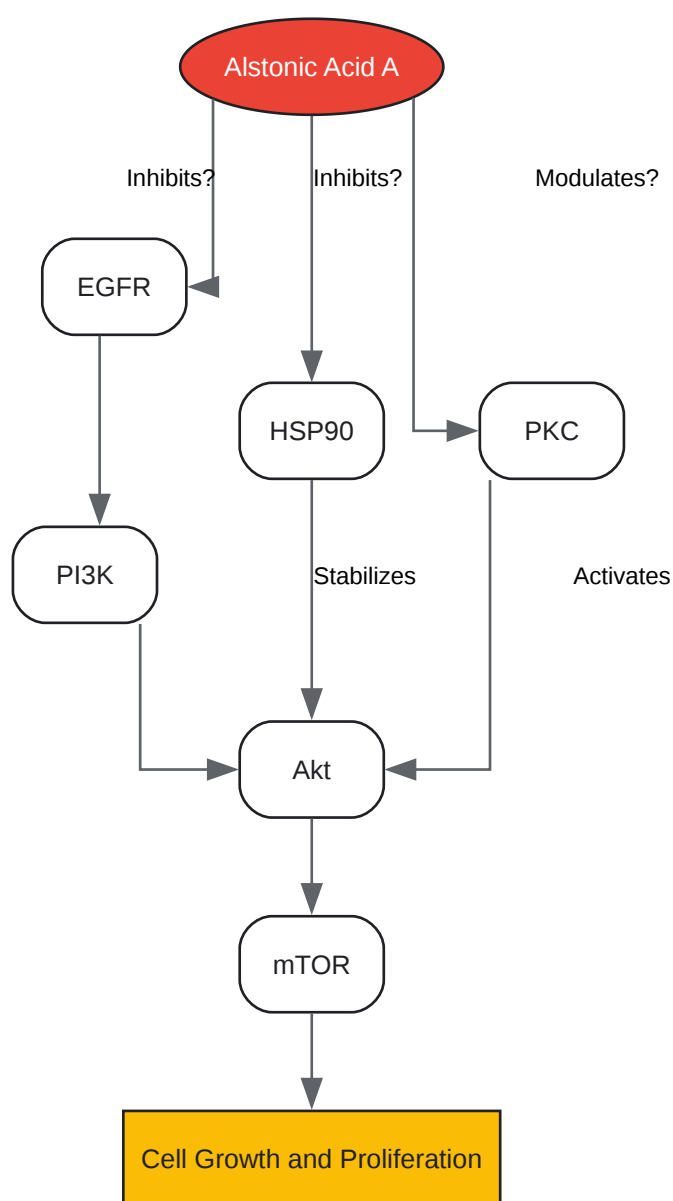 Alstonic Acid A
Inhibits?
Inhibits?
Modulates?
EGFR
HSP90
PKC
PI3K
Stabilizes
Activates
Akt
mTOR
Cell Growth and Proliferation